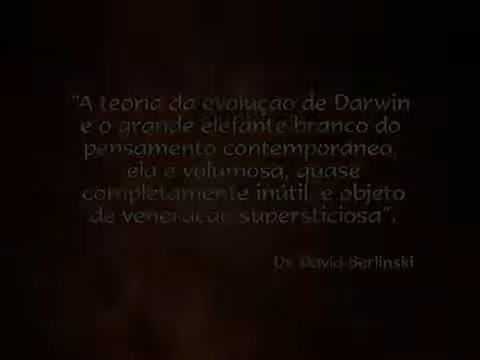 "A teoria da evolução de Darwin
e o grande elefante branco do
pensamento contemporâneo,
ela e volumosa, quase
completamente inútil, e objeto
de veneração supersticiosa".
Dr. David Berlinski